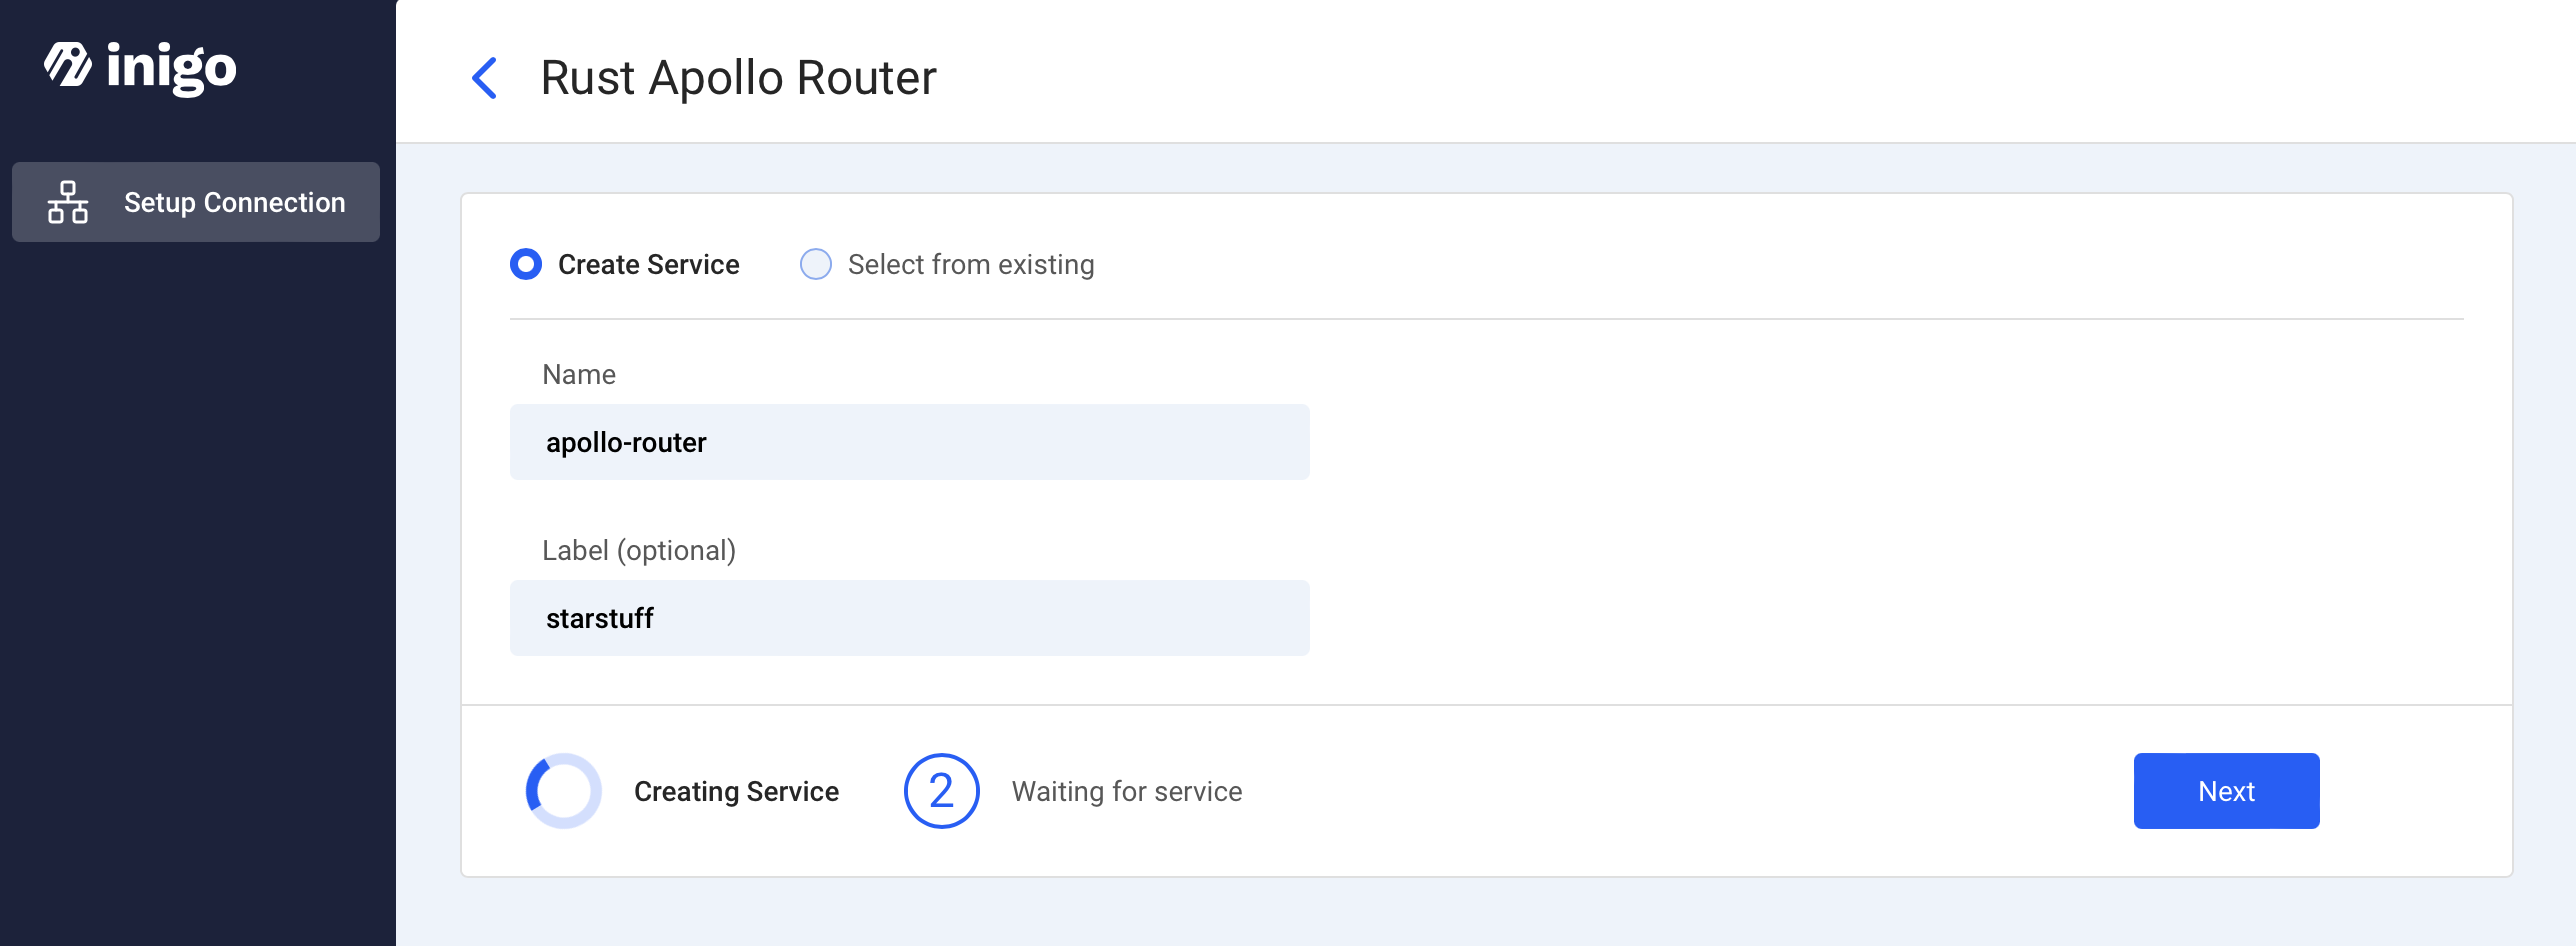 inigo
Setup Connection
Rust Apollo Router
Create Service
Select from existing
Name
apollo-router
Label (optional)
starstuff
Creating Service
2
Waiting for service
Next